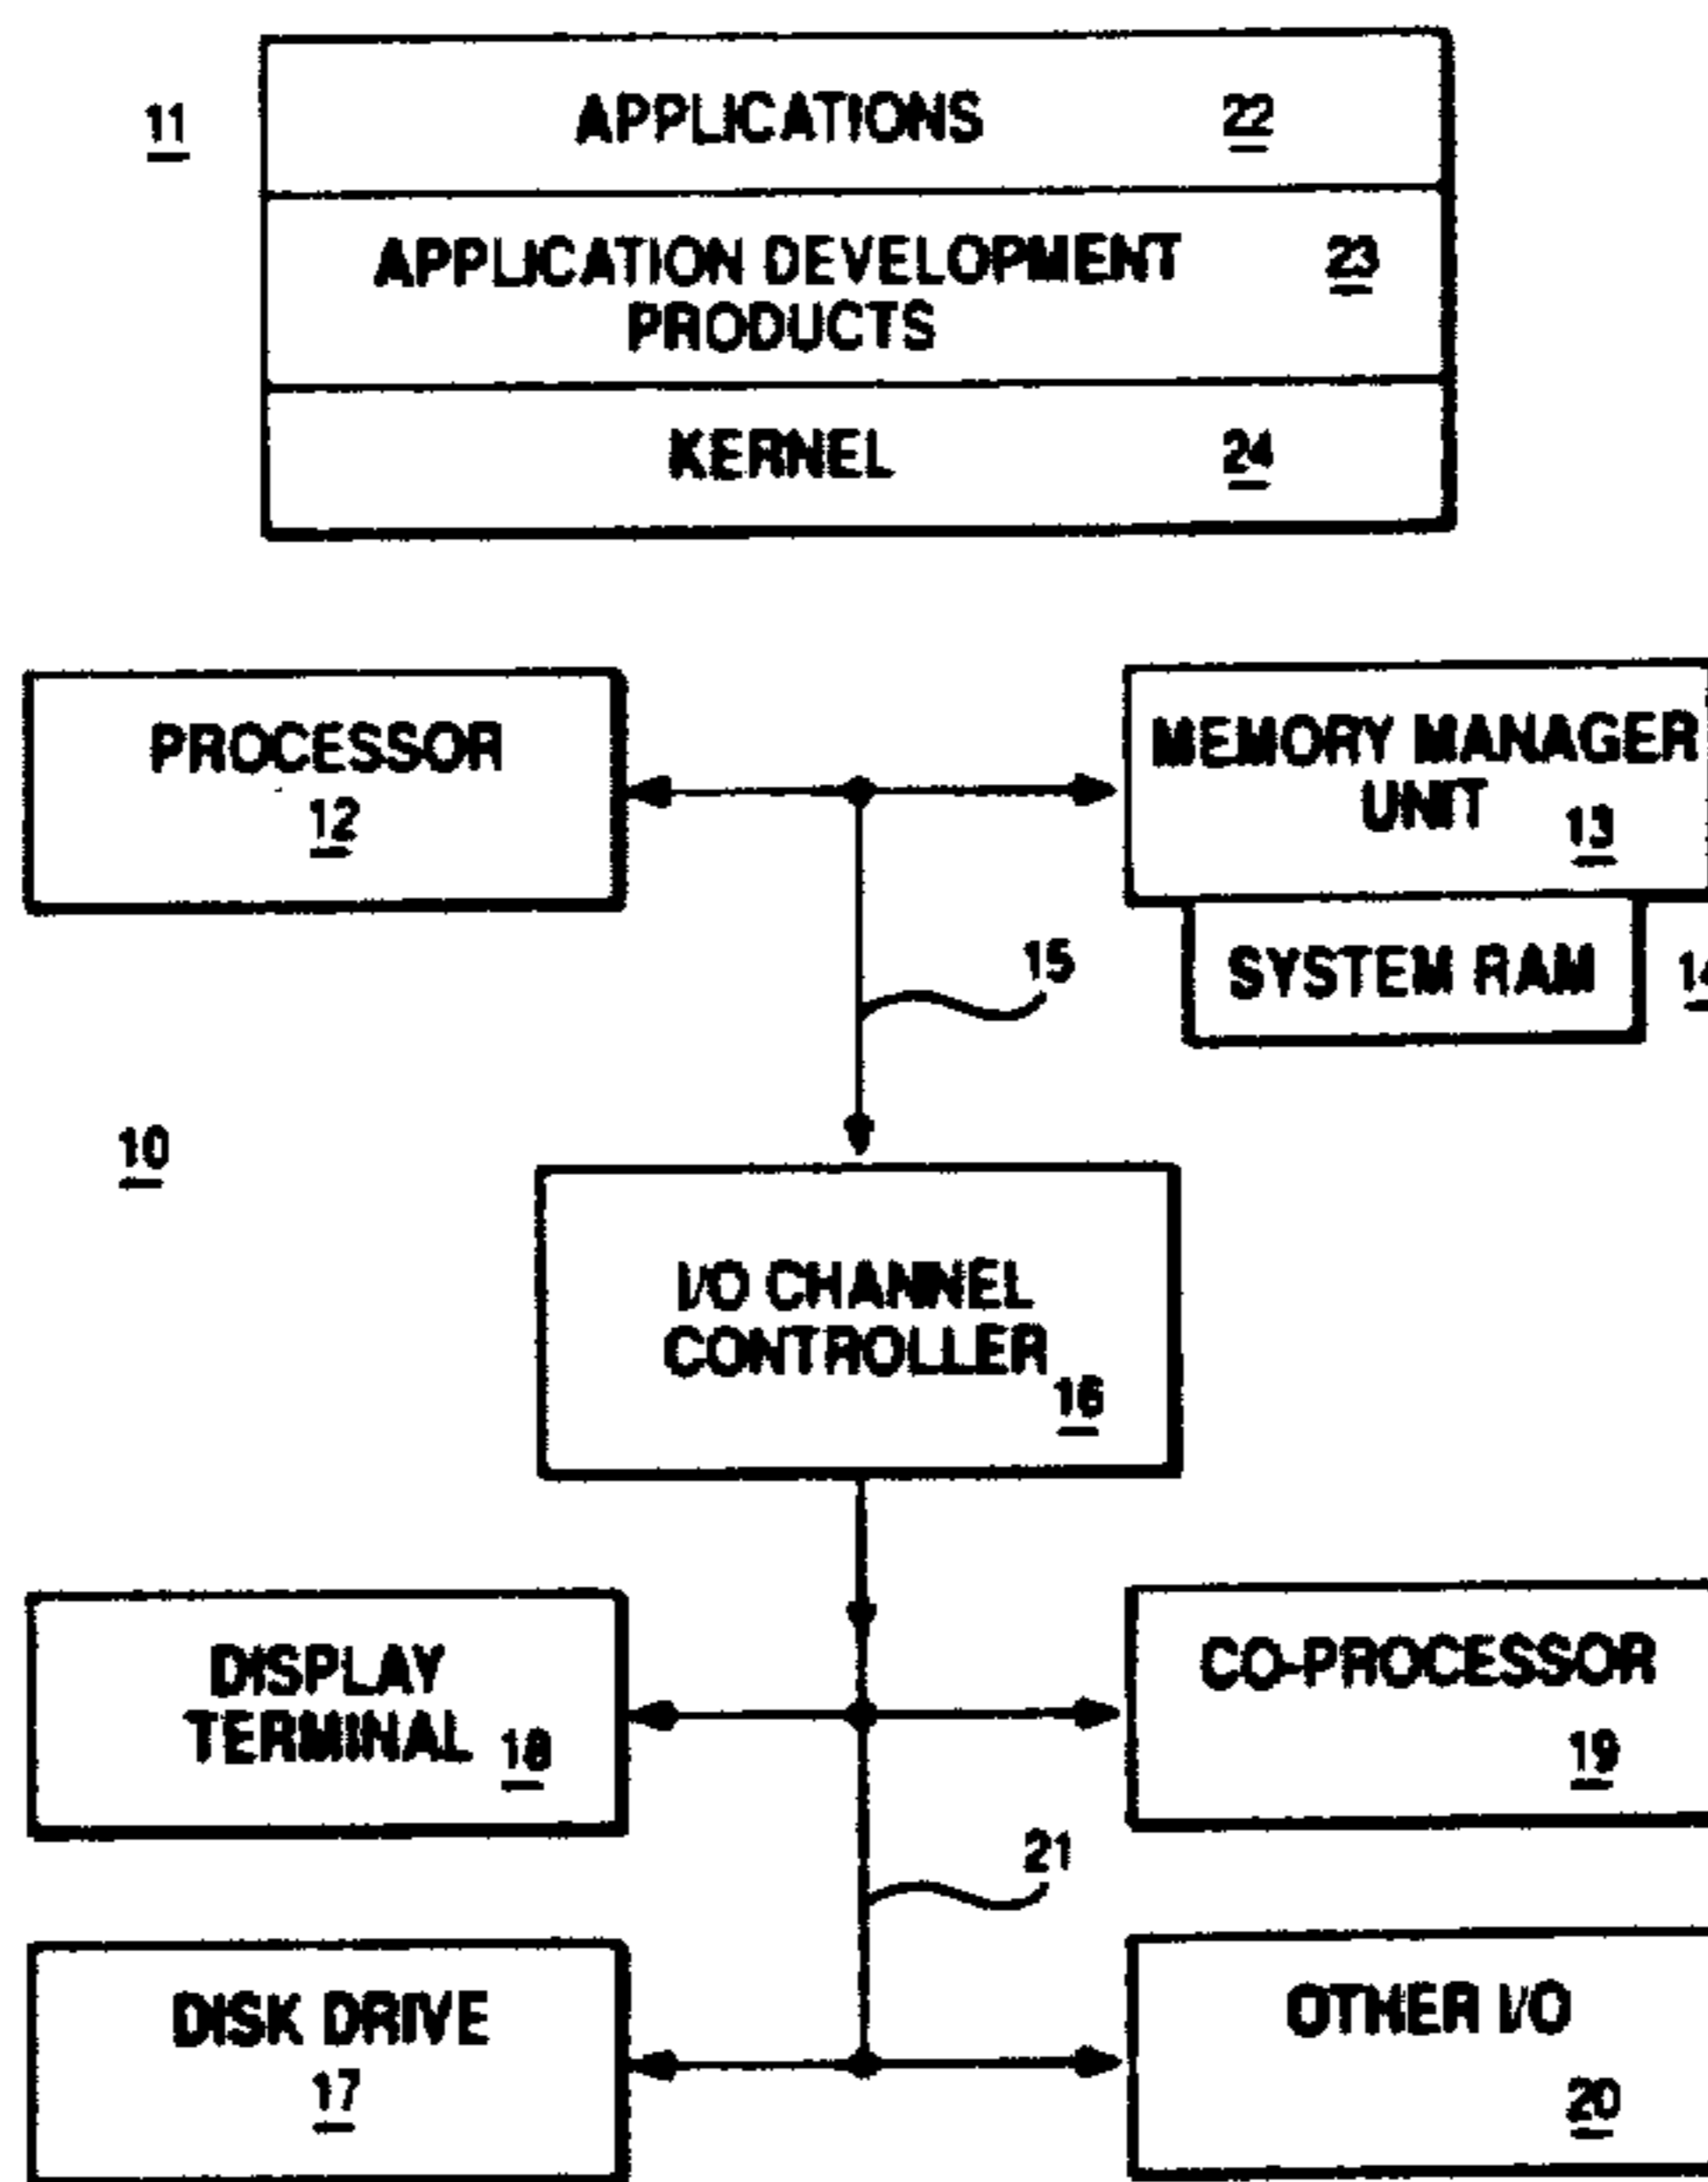 11
APPLICATIONS 22
APPLICATION DEVELOPMENT 23
PRODUCTS
KERNEL 24
PROCESSOR
12
MEMORY MANAGER
UNIT 13
SYSTEM RAM 14
15
10
I/O CHANNEL
CONTROLLER
16
DISPLAY
TERMINAL 18
CO-PROCESSOR
19
21
DISK DRIVE
17
OTHER I/O
20